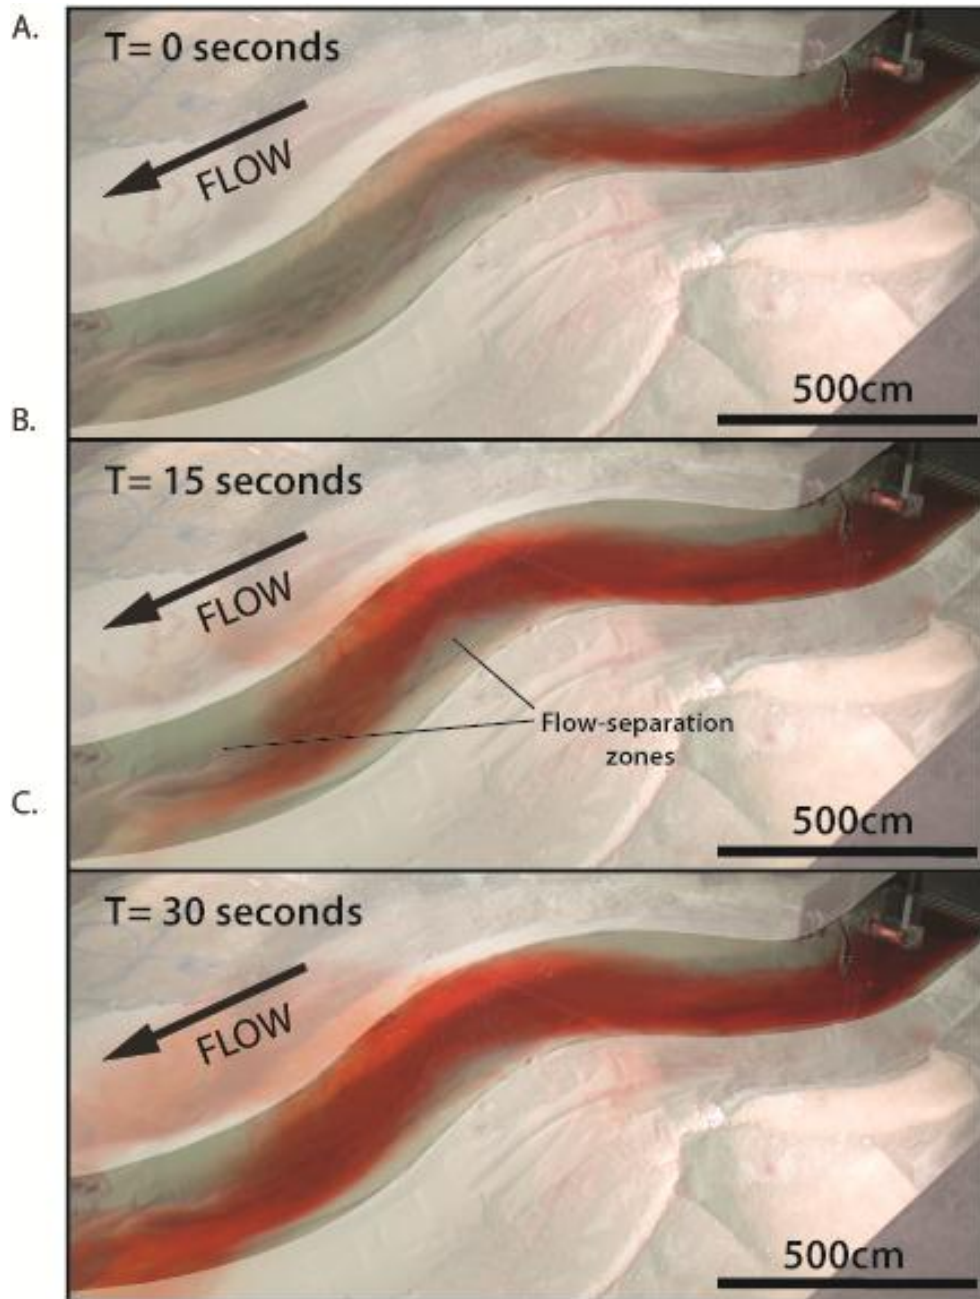 A.
T= 0 seconds
FLOW
500cm
B.
T= 15 seconds
FLOW
Flow-separation
zones
500cm
C.
T= 30 seconds
FLOW
500cm